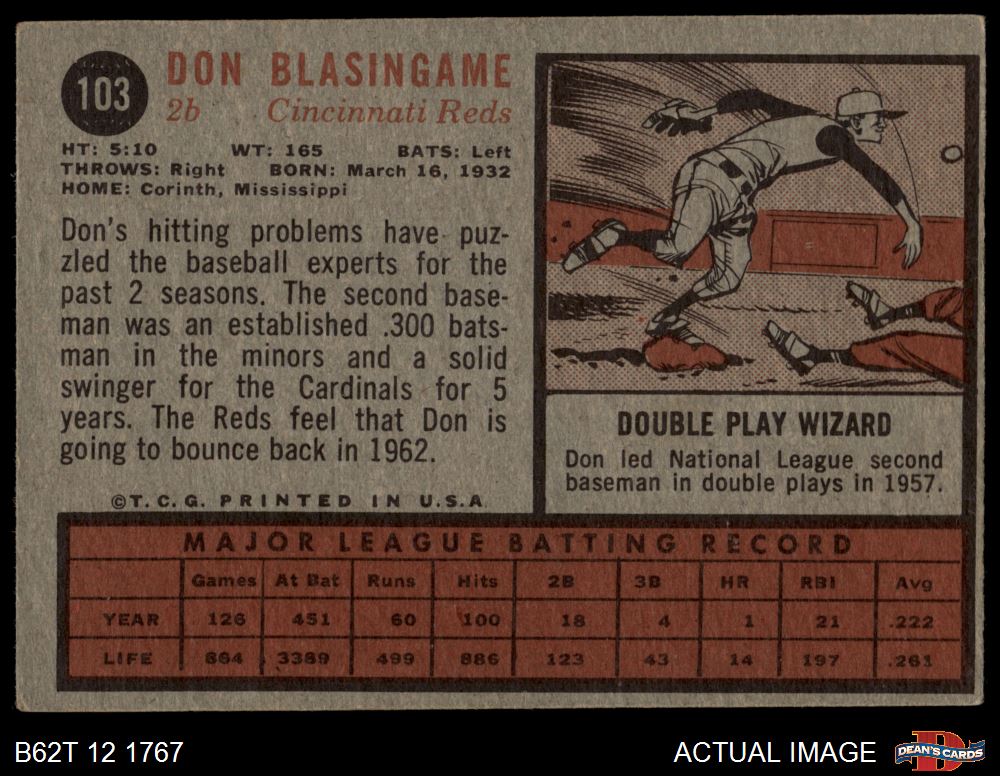 103
DON BLASINGAME
2b Cincinnati Reds
HT: 5:10 WT: 165 BATS: Left
THROWS: Right BORN: March 16, 1932
HOME: Corinth, Mississippi
Don's hitting problems have puz-
zled the baseball experts for the
past 2 seasons. The second base-
man was an established .300 bats-
man in the minors and a solid
swinger for the Cardinals for 5
years. The Reds feel that Don is
going to bounce back in 1962.
©T.C.G. PRINTED IN U.S.A
DOUBLE PLAY WIZARD
Don led National League second
baseman in double plays in 1957.
MAJOR LEAGUE BATTING RECORD
Games At Bat Runs Hits 2B 3B HR RBI Avg
YEAR 126 451 60 100 18 4 1 21 .222
LIFE 864 3389 499 886 123 43 14 197 .261
B62T 12 1767
ACTUAL IMAGE
DEAN'S CARDS